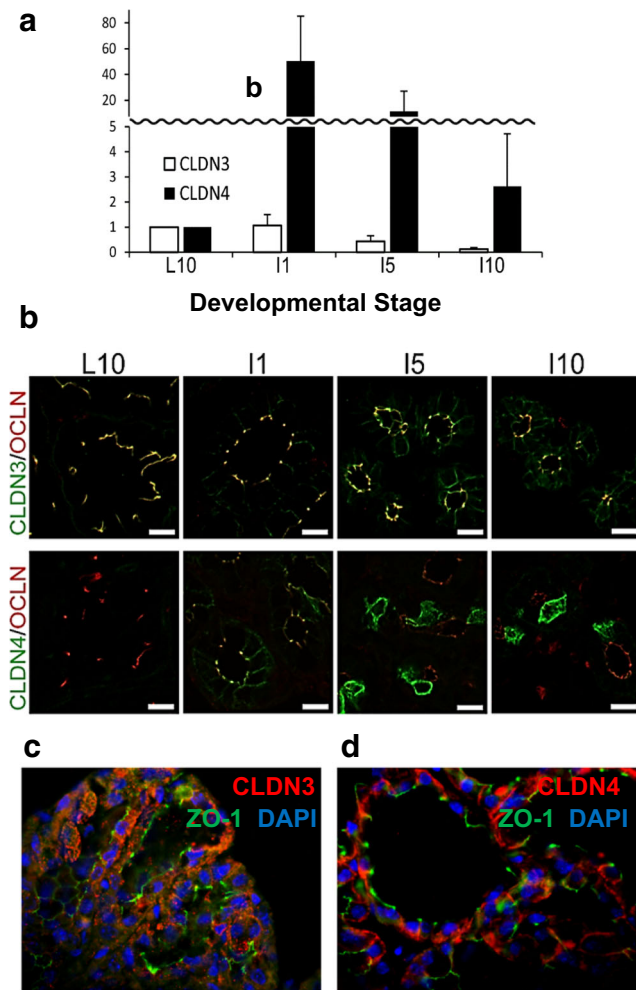 a
80
60
40
20
b
5
4
3
2
1
0
CLDN3
CLDN4
L10 I1 I5 I10
Developmental Stage
b
L10 I1 I5 I10
CLDN3/OCLN
CLDN4/OCLN
c
CLDN3
ZO-1 DAPI
d
CLDN4
ZO-1 DAPI